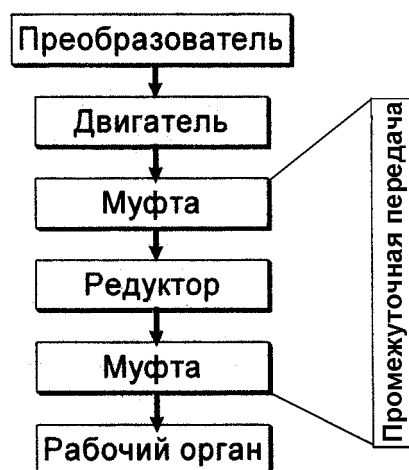 Преобразователь
Двигатель
Муфта
Редуктор
Муфта
Рабочий орган
Промежуточная передача